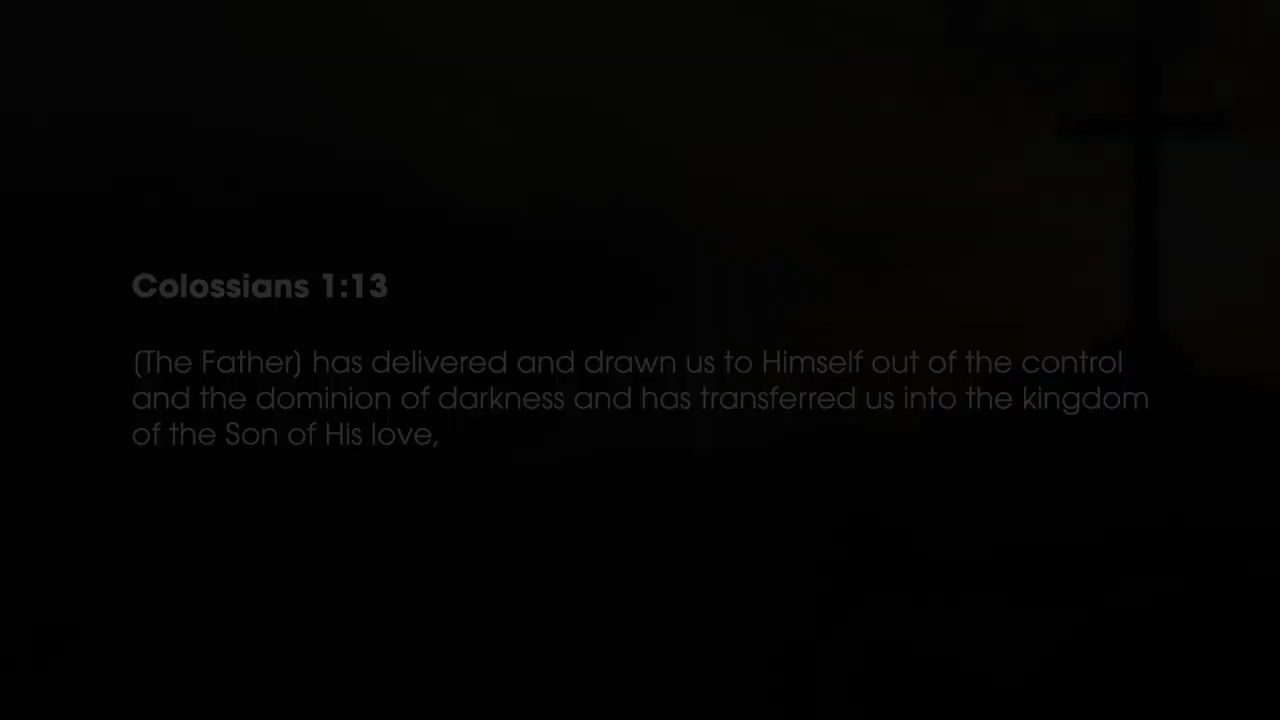 Colossians 1:13
(The Father) has delivered and drawn us to Himself out of the control
and the dominion of darkness and has transferred us into the kingdom
of the Son of His love,